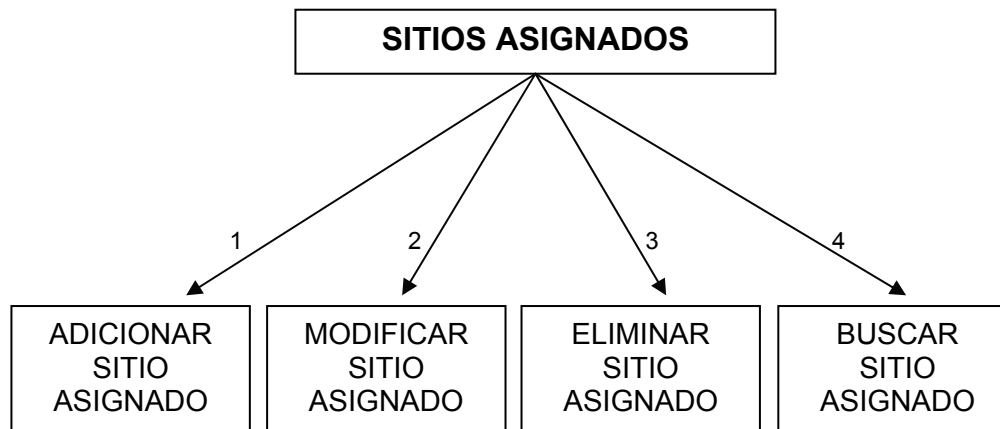 SITIOS ASIGNADOS
1
2
3
4
ADICIONAR
SITIO
ASIGNADO
MODIFICAR
SITIO
ASIGNADO
ELIMINAR
SITIO
ASIGNADO
BUSCAR
SITIO
ASIGNADO